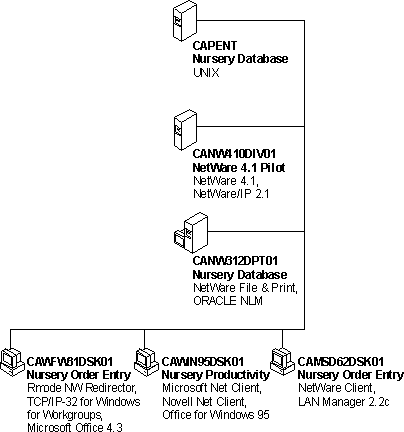 CAPENT
Nursery Database
UNIX
CANW410DIV01
NetWare 4.1 Pilot
NetWare 4.1,
NetWare/IP 2.1
CANW312DPT01
Nursery Database
NetWare File & Print,
ORACLE NLM
CAWFW31DSK01
Nursery Order Entry
Rmode NW Redirector,
TCP/IP-32 for Windows
for Workgroups,
Microsoft Office 4.3
CAWIN95DSK01
Nursery Productivity
Microsoft Net Client,
Novell Net Client,
Office for Windows 95
CAMSD62DSK01
Nursery Order Entry
NetWare Client,
LAN Manager 2.2c